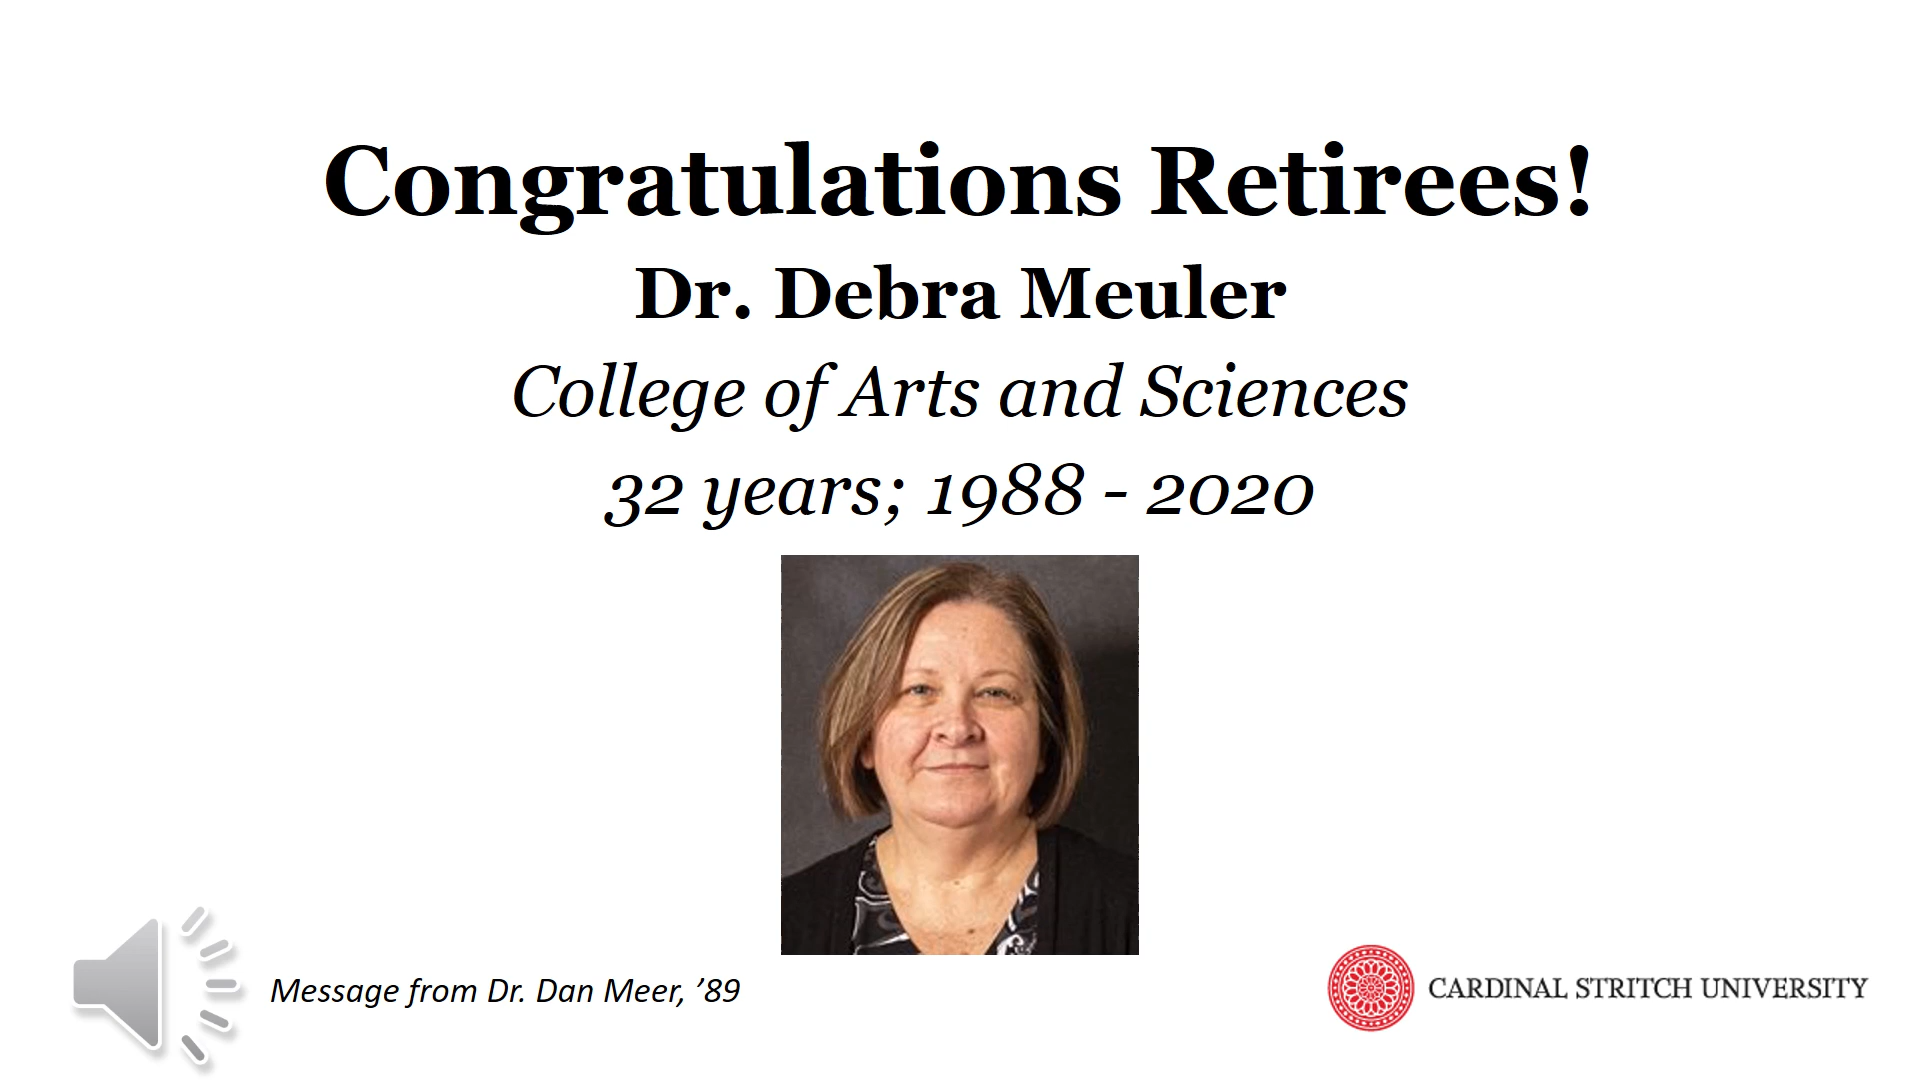 Congratulations Retirees!
Dr. Debra Meuler
College of Arts and Sciences
32 years; 1988 - 2020
Message from Dr. Dan Meer, ’89
CARDINAL STRITCH UNIVERSITY